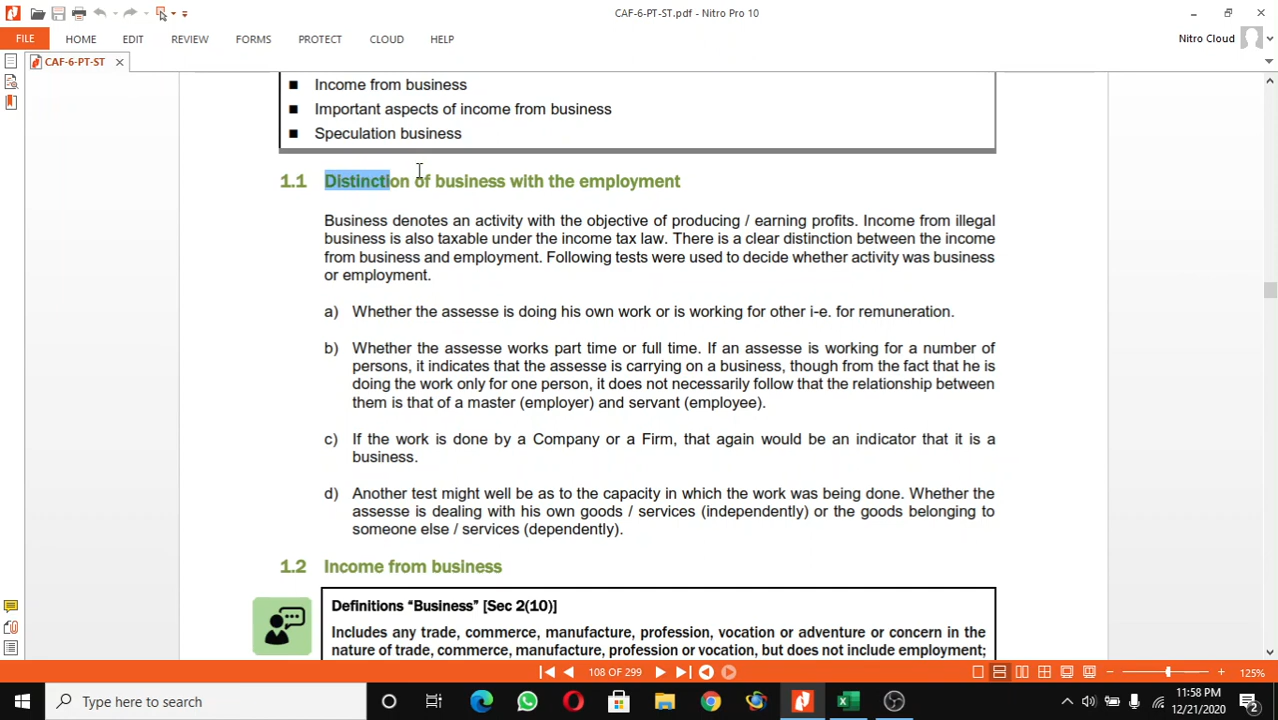 CAF-6-PT-ST.pdf - Nitro Pro 10
FILE HOME EDIT REVIEW FORMS PROTECT CLOUD HELP
Nitro Cloud
CAF-6-PT-ST
Income from business
Important aspects of income from business
Speculation business
1.1 Distinction of business with the employment
Business denotes an activity with the objective of producing / earning profits. Income from illegal
business is also taxable under the income tax law. There is a clear distinction between the income
from business and employment. Following tests were used to decide whether activity was business
or employment.
a) Whether the assesse is doing his own work or is working for other i-e. for remuneration.
b) Whether the assesse works part time or full time. If an assesse is working for a number of
persons, it indicates that the assesse is carrying on a business, though from the fact that he is
doing the work only for one person, it does not necessarily follow that the relationship between
them is that of a master (employer) and servant (employee).
c) If the work is done by a Company or a Firm, that again would be an indicator that it is a
business.
d) Another test might well be as to the capacity in which the work was being done. Whether the
assesse is dealing with his own goods / services (independently) or the goods belonging to
someone else / services (dependently).
1.2 Income from business
Definitions “Business” [Sec 2(10)]
Includes any trade, commerce, manufacture, profession, vocation or adventure or concern in the
nature of trade, commerce, manufacture, profession or vocation, but does not include employment;
108 OF 299
125%
Type here to search
11:58 PM
12/21/2020
2